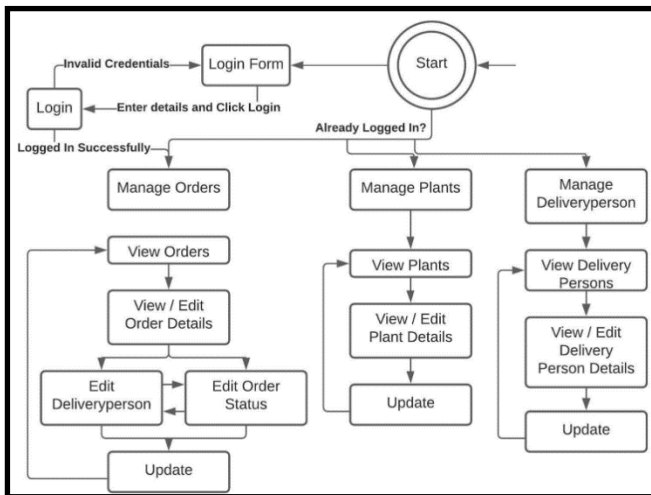 Invalid Credentials
Login Form
Start
Login
Enter details and Click Login
Already Logged In?
Logged In Successfully
Manage Orders
Manage Plants
Manage
Deliveryperson
View Orders
View Plants
View Delivery
Persons
View / Edit
Order Details
View / Edit
Plant Details
View / Edit
Delivery
Person Details
Edit
Deliveryperson
Edit Order
Status
Update
Update
Update